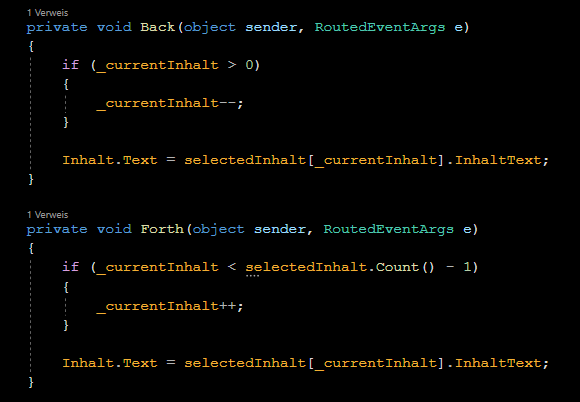 1 Verweis
private void Back(object sender, RoutedEventArgs e)
{
if (_currentInhalt > 0)
{
_currentInhalt--;
}
Inhalt.Text = selectedInhalt[_currentInhalt].InhaltText;
}
1 Verweis
private void Forth(object sender, RoutedEventArgs e)
{
if (_currentInhalt < selectedInhalt.Count() - 1)
{
_currentInhalt++;
}
Inhalt.Text = selectedInhalt[_currentInhalt].InhaltText;
}